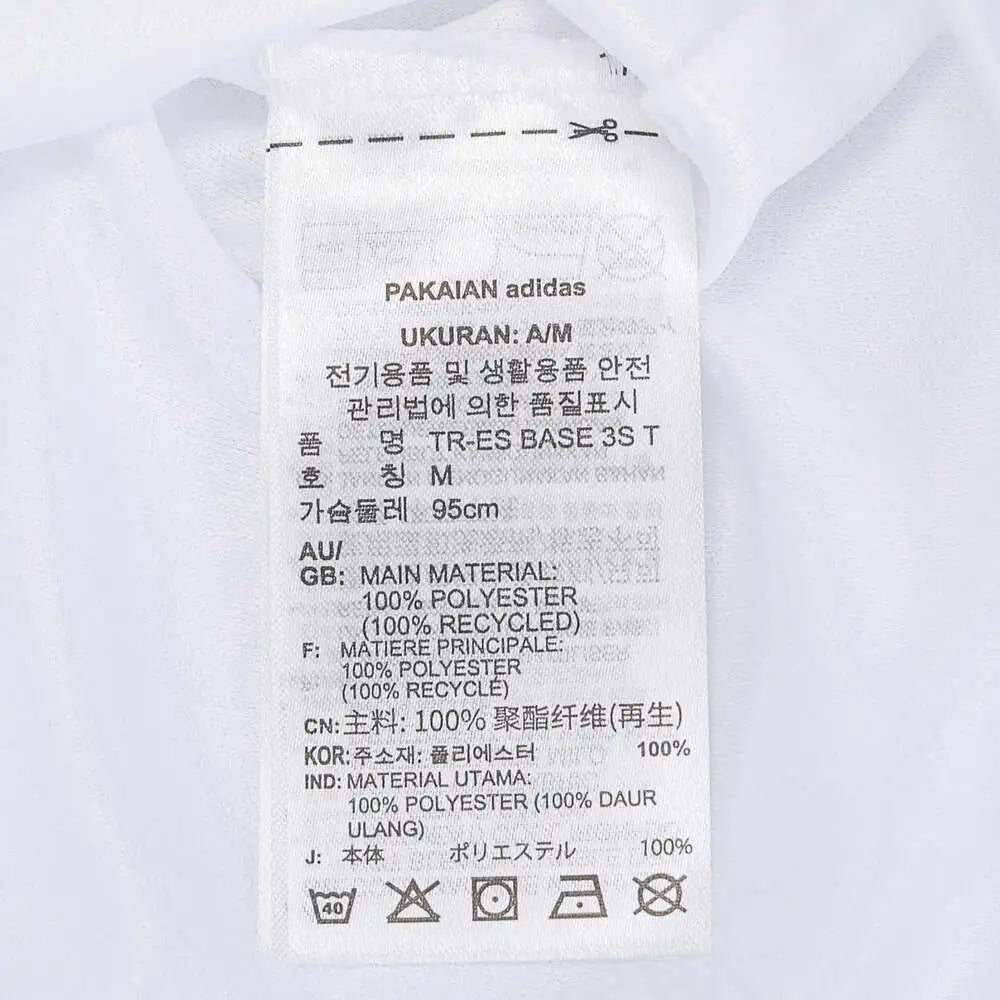 PAKAIAN adidas
UKURAN: A/M
전기용품 및 생활용품 안전
관리법에 의한 품질표시
품 명 TR-ES BASE 3S T
호 칭 M
가슴둘레 95cm
AU/
GB: MAIN MATERIAL:
100% POLYESTER
(100% RECYCLED)
F: MATIERE PRINCIPALE:
100% POLYESTER
(100% RECYCLÉ)
CN: 主料: 100% 聚酯纤维(再生)
KOR: 주소재: 폴리에스터 100%
IND: MATERIAL UTAMA:
100% POLYESTER (100% DAUR
ULANG)
J: 本体 ポリエステル 100%
40